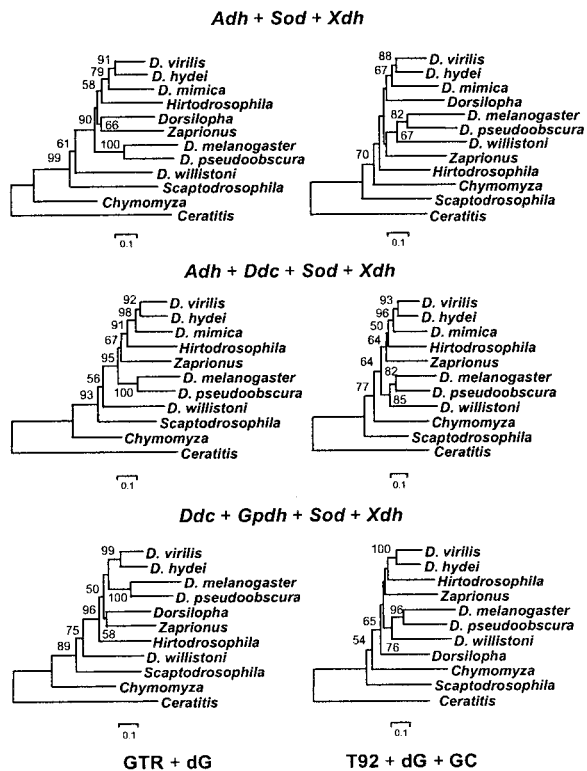 Adh + Sod + Xdh
91 D. virilis
79 D. hydei
58 D. mimica
Hirtodrosophila
90 Dorsilopha
66 Zaprionus
100 D. melanogaster
61 D. pseudoobscura
99 D. willistoni
Scaptodrosophila
Chymomyza
Ceratitis
0.1
88 D. virilis
67 D. hydei
D. mimica
Dorsilopha
82 D. melanogaster
D. pseudoobscura
67 D. willistoni
70 Zaprionus
Hirtodrosophila
Chymomyza
Scaptodrosophila
Ceratitis
0.1
Adh + Ddc + Sod + Xdh
92 D. virilis
98 D. hydei
91 D. mimica
67 Hirtodrosophila
95 Zaprionus
D. melanogaster
56 100 D. pseudoobscura
93 D. willistoni
Scaptodrosophila
Chymomyza
Ceratitis
0.1
93 D. virilis
96 D. hydei
50 D. mimica
64 Hirtodrosophila
64 Zaprionus
82 D. melanogaster
77 D. pseudoobscura
85 D. willistoni
Chymomyza
Scaptodrosophila
Ceratitis
0.1
Ddc + Gpdh + Sod + Xdh
99 D. virilis
D. hydei
50 D. melanogaster
100 D. pseudoobscura
96 Dorsilopha
58 Zaprionus
75 Hirtodrosophila
89 D. willistoni
Scaptodrosophila
Chymomyza
Ceratitis
0.1
100 D. virilis
D. hydei
Hirtodrosophila
Zaprionus
96 D. melanogaster
65 D. pseudoobscura
D. willistoni
54 76 Dorsilopha
Chymomyza
Scaptodrosophila
Ceratitis
0.1
GTR + dG
T92 + dG + GC